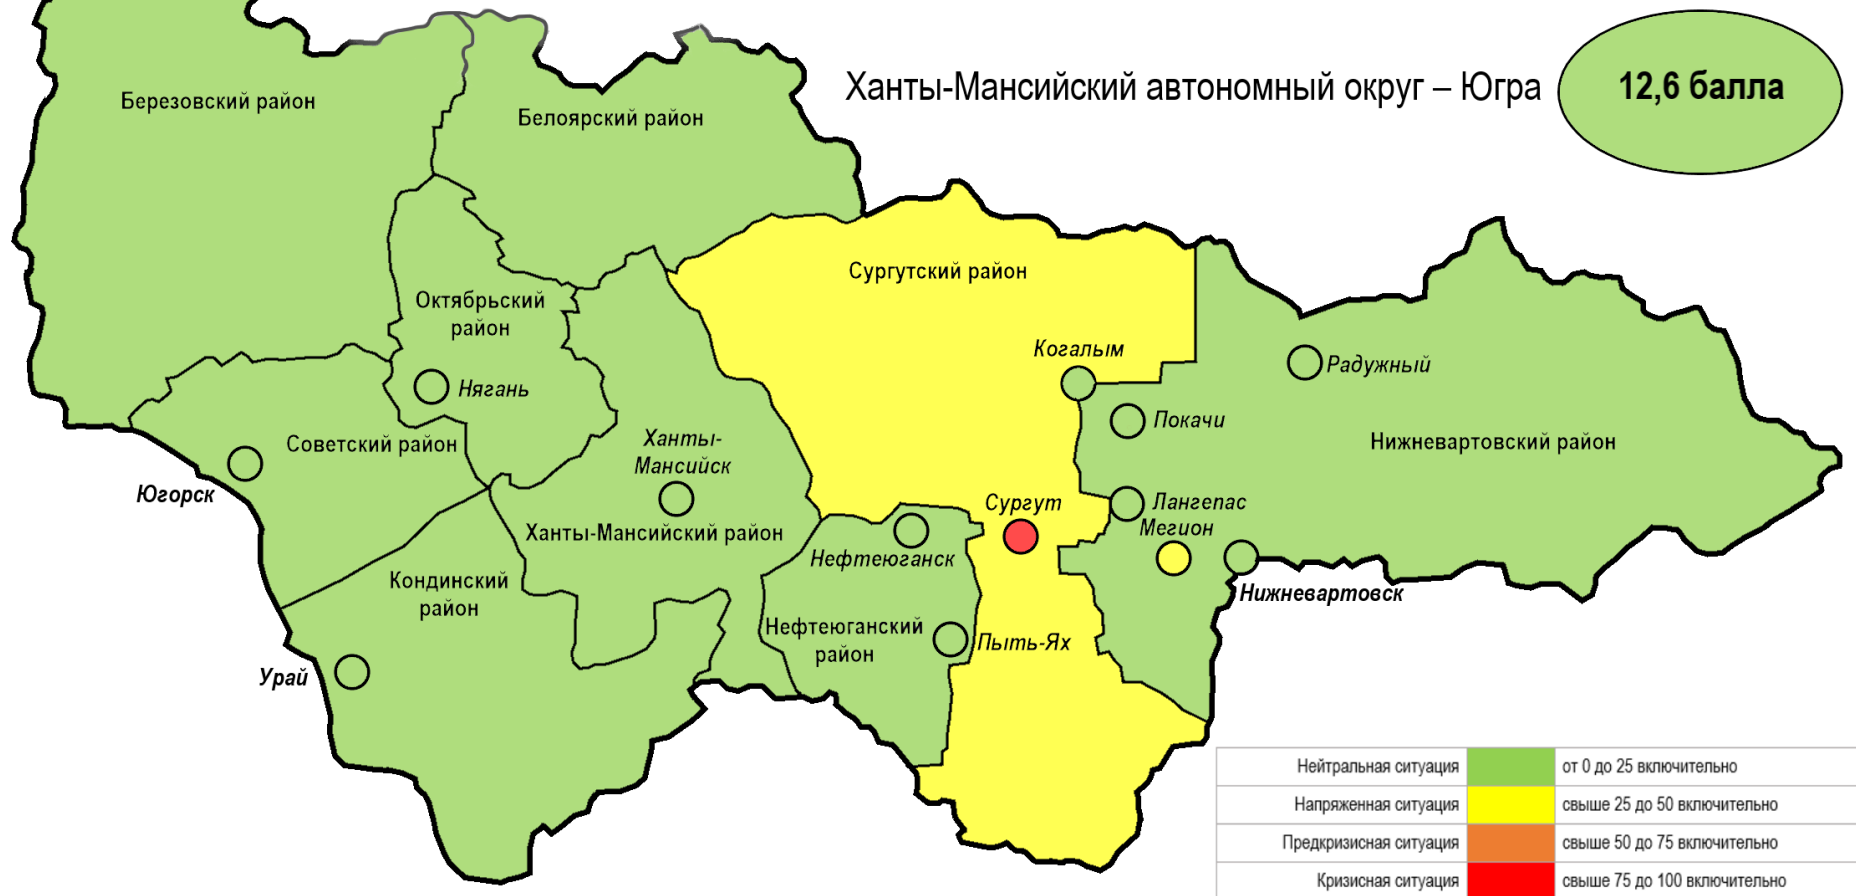 Ханты-Мансийский автономный округ – Югра
12,6 балла
Березовский район
Белоярский район
Сургутский район
Октябрьский
район
Нягань
Когалым
Радужный
Покачи
Нижневартовский район
Советский район
Ханты-
Мансийск
Югорск
Ханты-Мансийский район
Сургут
Лангепас
Мегион
Нефтеюганск
Нижневартовск
Кондинский
район
Нефтеюганский
район
Пыть-Ях
Урай
Нейтральная ситуация от 0 до 25 включительно
Напряженная ситуация свыше 25 до 50 включительно
Предкризисная ситуация свыше 50 до 75 включительно
Кризисная ситуация свыше 75 до 100 включительно